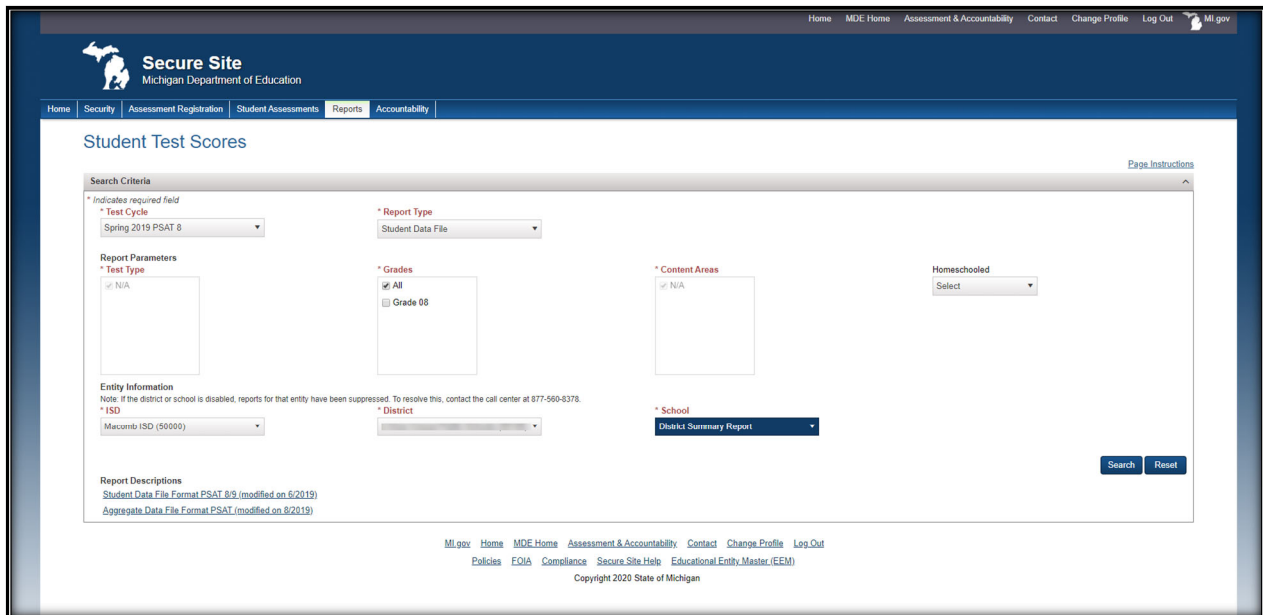 Home MDE Home Assessment & Accountability Contact Change Profile Log Out MI.gov
Secure Site
Michigan Department of Education
Home Security Assessment Registration Student Assessments Reports Accountability
Student Test Scores
Page Instructions
Search Criteria
* Indicates required field
* Test Cycle * Report Type
Spring 2019 PSAT 8 Student Data File
Report Parameters
* Test Type * Grades * Content Areas Homeschooled
N/A All N/A Select
Grade 08
Entity Information
Note: If the district or school is disabled, reports for that entity have been suppressed. To resolve this, contact the call center at 877-560-8378.
* ISD * District * School
Macomb ISD (50000) District Summary Report
Search Reset
Report Descriptions
Student Data File Format PSAT 8/9 (modified on 6/2019)
Aggregate Data File Format PSAT (modified on 8/2019)
MI.gov Home MDE Home Assessment & Accountability Contact Change Profile Log Out
Policies FOIA Compliance Secure Site Help Educational Entity Master (EEM)
Copyright 2020 State of Michigan